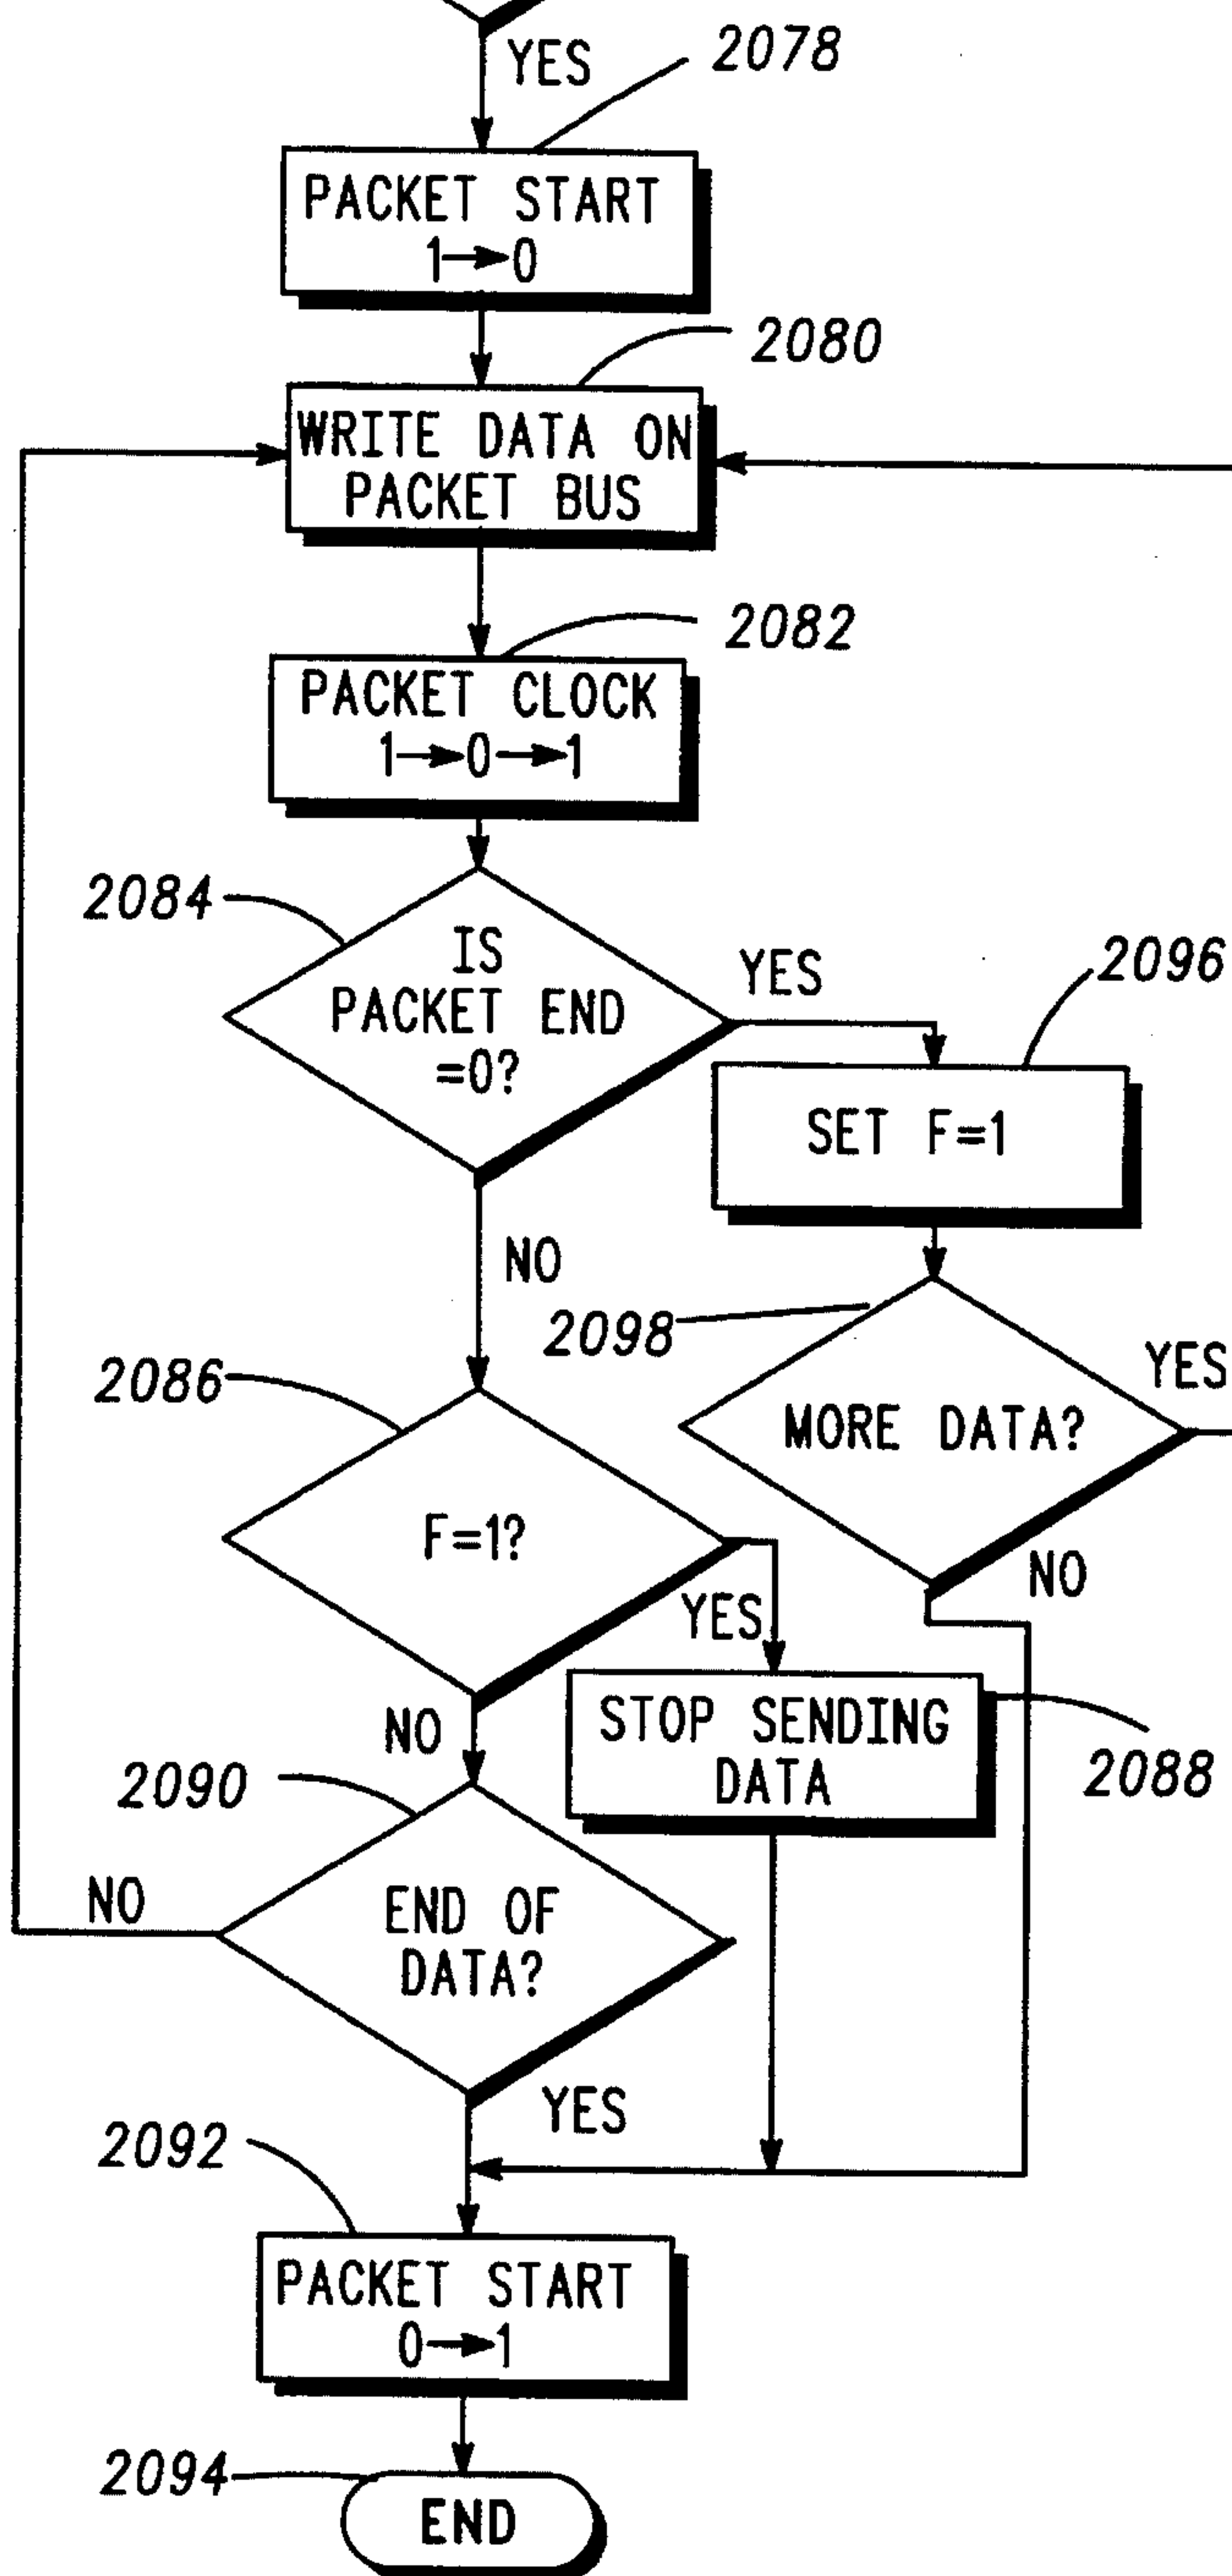 YES
2078
PACKET START
1→0
2080
WRITE DATA ON
PACKET BUS
2082
PACKET CLOCK
1→0→1
2084
IS
PACKET END
=0?
YES
2096
SET F=1
NO
2098
MORE DATA?
YES
2086
F=1?
NO
YES
STOP SENDING
DATA
2088
NO
2090
END OF
DATA?
NO
YES
2092
PACKET START
0→1
2094
END